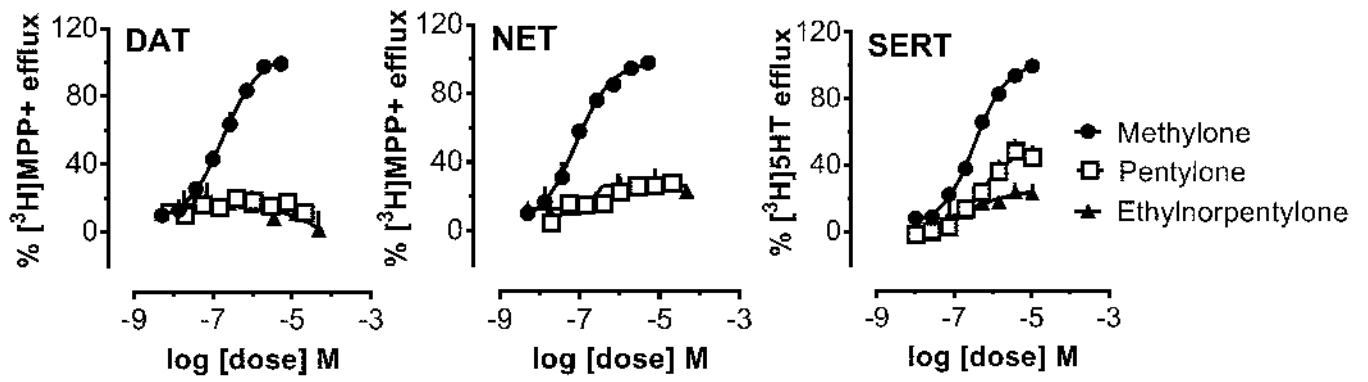 DAT
% [³H]MPP+ efflux
120
80
40
0
-9 -7 -5 -3
log [dose] M
NET
% [³H]MPP+ efflux
120
80
40
0
-9 -7 -5 -3
log [dose] M
SERT
% [³H]5HT efflux
120
80
40
0
-9 -7 -5 -3
log [dose] M
Methylone
Pentylone
Ethylnorpentylone